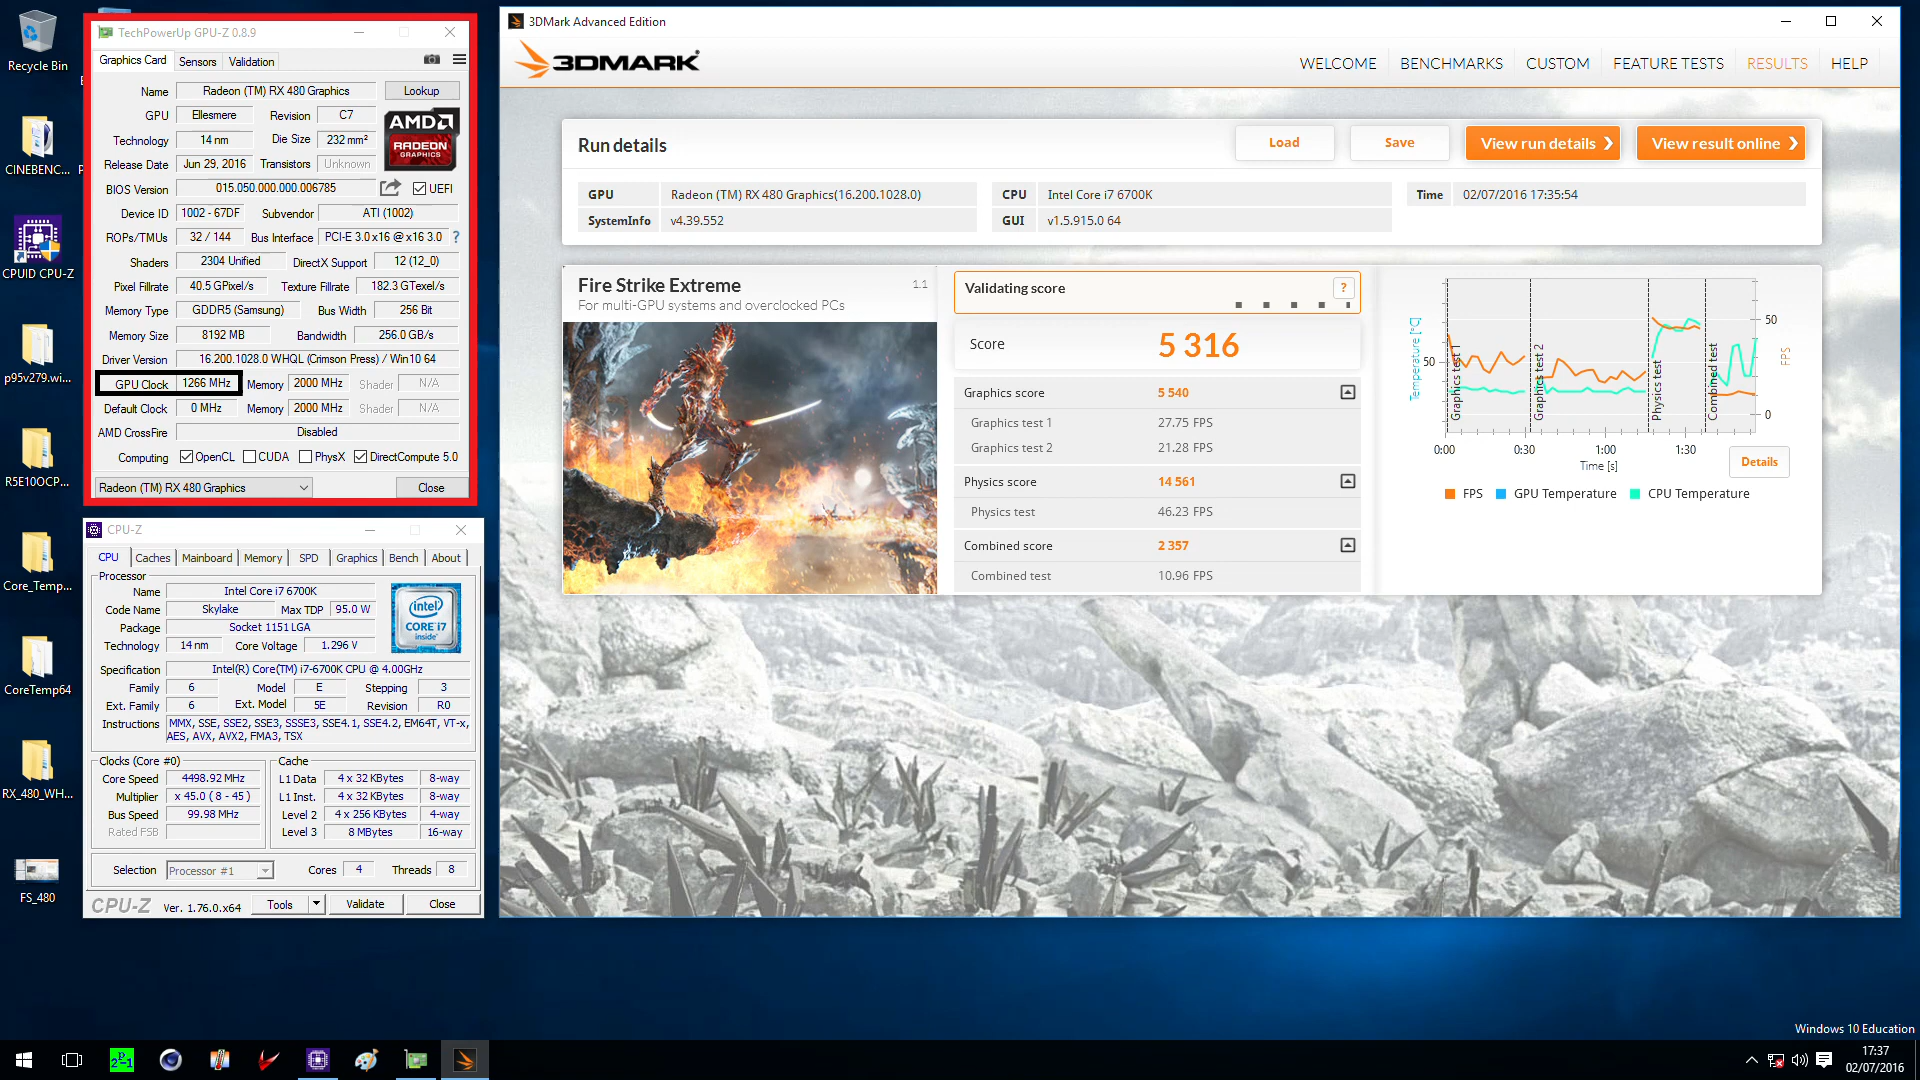 Recycle Bin
CINEBENC...
CPUID CPU-Z
p95v279.wi...
R5E10OCP...
Core_Temp...
CoreTemp64
RX_480_WH...
FS_480
TechPowerUp GPU-Z 0.8.9
Graphics Card Sensors Validation
Name Radeon (TM) RX 480 Graphics Lookup
GPU Ellesmere Revision C7
Technology 14 nm Die Size 232 mm²
Release Date Jun 29, 2016 Transistors Unknown
AMD
RADEON
GRAPHICS
BIOS Version 015.050.000.000.006785 UEFI
Device ID 1002 - 67DF Subvendor ATI (1002)
ROPs/TMUs 32 / 144 Bus Interface PCI-E 3.0 x16 @ x16 3.0 ?
Shaders 2304 Unified DirectX Support 12 (12_0)
Pixel Fillrate 40.5 GPixel/s Texture Fillrate 182.3 GTexel/s
Memory Type GDDR5 (Samsung) Bus Width 256 Bit
Memory Size 8192 MB Bandwidth 256.0 GB/s
Driver Version 16.200.1028.0 WHQL (Crimson Press) / Win10 64
GPU Clock 1266 MHz Memory 2000 MHz Shader N/A
Default Clock 0 MHz Memory 2000 MHz Shader N/A
AMD CrossFire Disabled
Computing OpenCL CUDA PhysX DirectCompute 5.0
Radeon (TM) RX 480 Graphics Close
CPU-Z
CPU Caches Mainboard Memory SPD Graphics Bench About
Processor
Name Intel Core i7 6700K
Code Name Skylake Max TDP 95.0 W
Package Socket 1151 LGA
Technology 14 nm Core Voltage 1.296 V
intel
CORE i7
inside
Specification Intel(R) Core(TM) i7-6700K CPU @ 4.00GHz
Family 6 Model E Stepping 3
Ext. Family 6 Ext. Model 5E Revision R0
Instructions MMX, SSE, SSE2, SSE3, SSSE3, SSE4.1, SSE4.2, EM64T, VT-x,
AES, AVX, AVX2, FMA3, TSX
Clocks (Core #0)
Core Speed 4498.92 MHz
Multiplier x 45.0 ( 8 - 45 )
Bus Speed 99.98 MHz
Rated FSB
Cache
L1 Data 4 x 32 KBytes 8-way
L1 Inst. 4 x 32 KBytes 8-way
Level 2 4 x 256 KBytes 4-way
Level 3 8 MBytes 16-way
Selection Processor #1 Cores 4 Threads 8
CPU-Z Ver. 1.76.0.x64 Tools Validate Close
3DMark Advanced Edition
3DMARK
WELCOME BENCHMARKS CUSTOM FEATURE TESTS RESULTS HELP
Run details Load Save View run details View result online
GPU Radeon (TM) RX 480 Graphics(16.200.1028.0) CPU Intel Core i7 6700K Time 02/07/2016 17:35:54
SystemInfo v4.39.552 GUI v1.5.915.0 64
Fire Strike Extreme 1.1
For multi-GPU systems and overclocked PCs
Validating score ?
Score 5 316
Graphics score 5 540
Graphics test 1 27.75 FPS
Graphics test 2 21.28 FPS
Physics score 14 561
Physics test 46.23 FPS
Combined score 2 357
Combined test 10.96 FPS
Temperature [°C]
50
Graphics test 1
Graphics test 2
Physics test
Combined test
50
0
FPS
0:00 0:30 1:00 1:30
Time [s]
Details
FPS GPU Temperature CPU Temperature
Windows 10 Education
17:37
02/07/2016